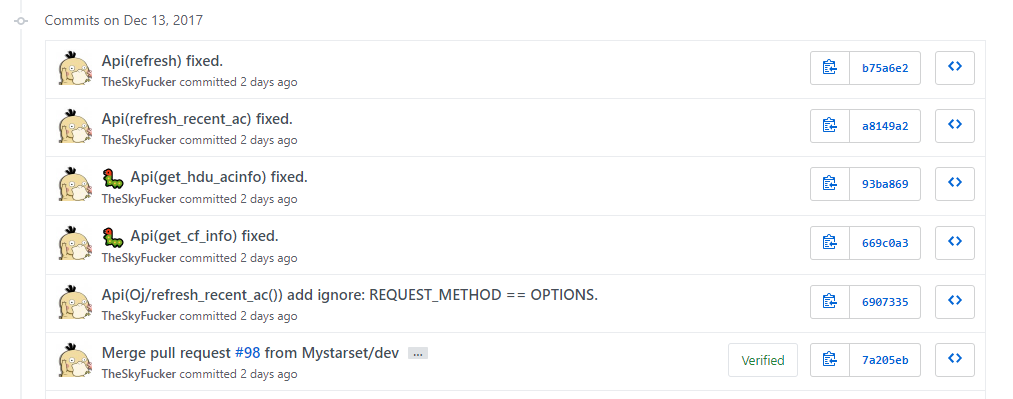 Commits on Dec 13, 2017
Api(refresh) fixed.
TheSkyFucker committed 2 days ago
b75a6e2
Api(refresh_recent_ac) fixed.
TheSkyFucker committed 2 days ago
a8149a2
Api(get_hdu_acinfo) fixed.
TheSkyFucker committed 2 days ago
93ba869
Api(get_cf_info) fixed.
TheSkyFucker committed 2 days ago
669c0a3
Api(Oj/refresh_recent_ac()) add ignore: REQUEST_METHOD == OPTIONS.
TheSkyFucker committed 2 days ago
6907335
Merge pull request #98 from Mystarset/dev ...
TheSkyFucker committed 2 days ago
Verified
7a205eb